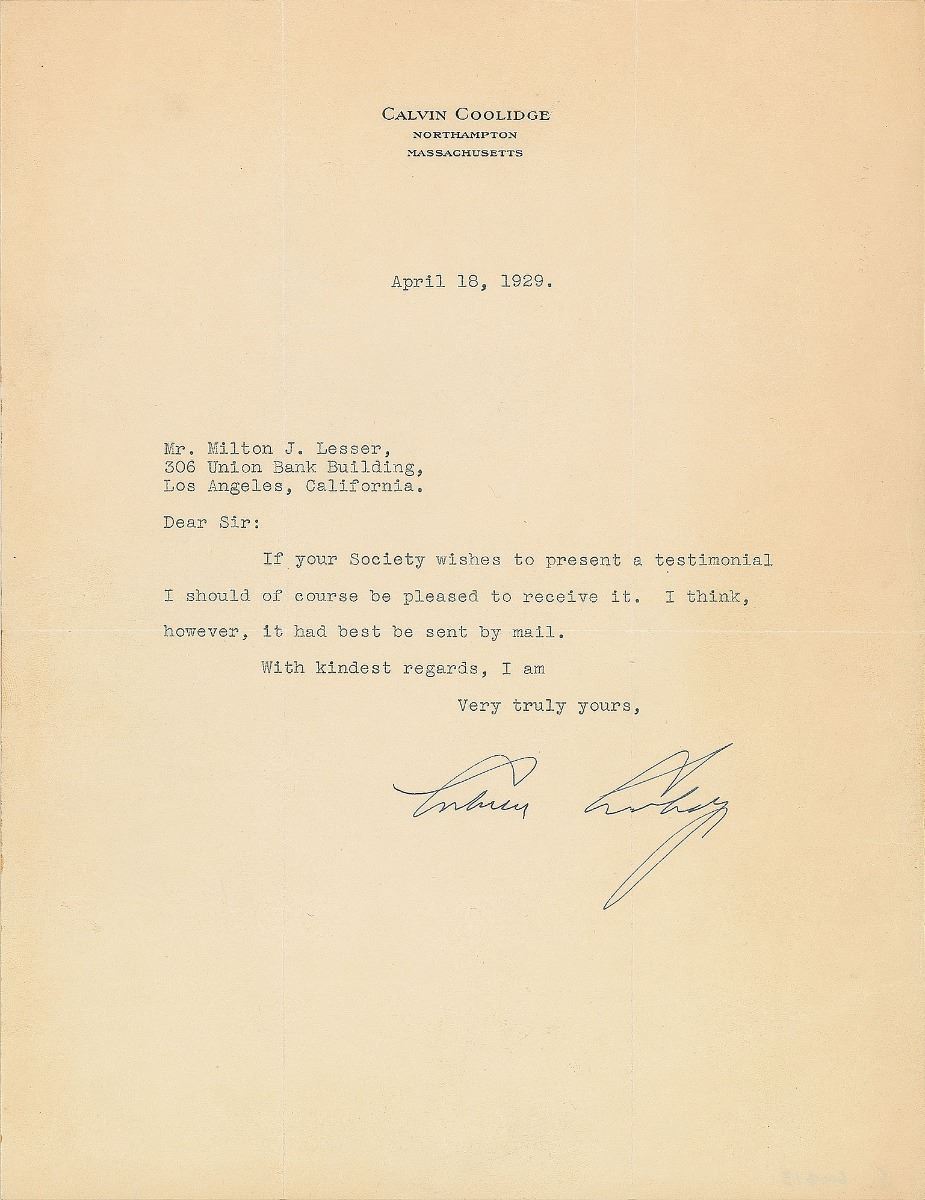 CALVIN COOLIDGE
NORTHAMPTON
MASSACHUSETTS
April 18, 1929.
Mr. Milton J. Lesser,
306 Union Bank Building,
Los Angeles, California.
Dear Sir:
If your Society wishes to present a testimonial
I should of course be pleased to receive it. I think,
however, it had best be sent by mail.
With kindest regards, I am
Very truly yours,
Calvin Coolidge